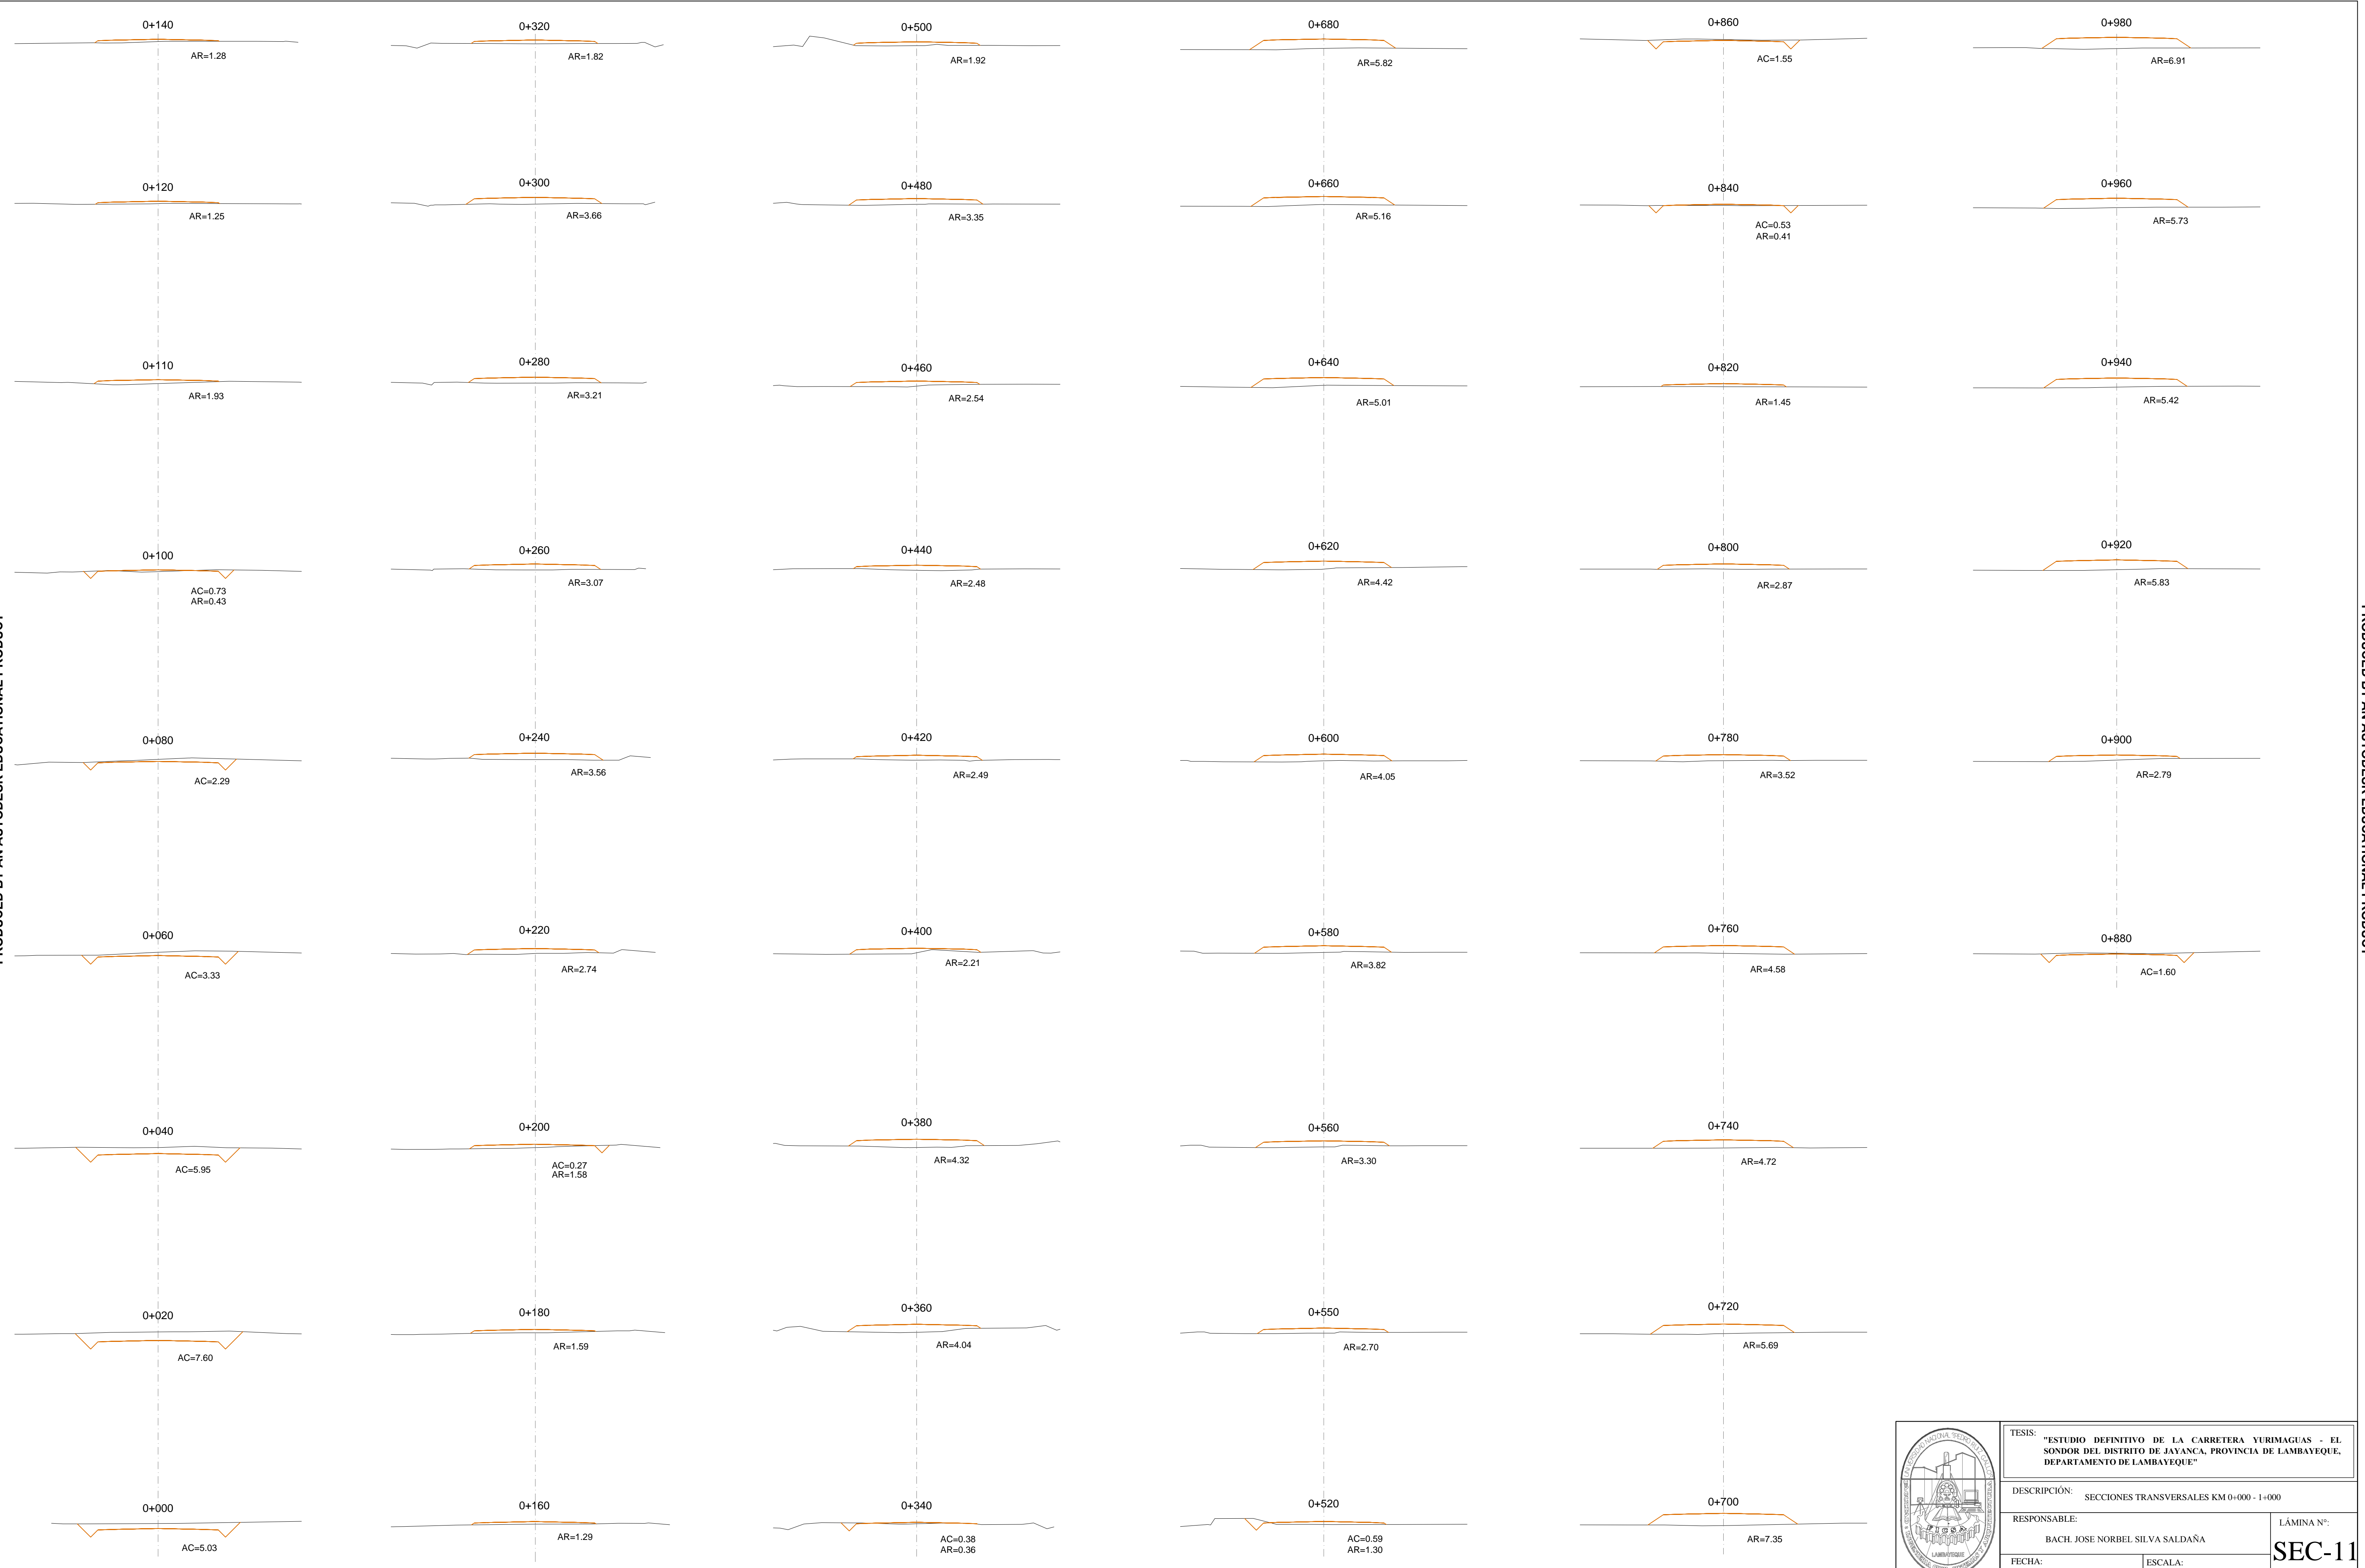 0+140
AR=1.28
0+120
AR=1.25
0+110
AR=1.93
0+100
AC=0.73
AR=0.43
0+080
AC=2.29
0+060
AC=3.33
0+040
AC=5.95
0+020
AC=7.60
0+000
AC=5.03
0+320
AR=1.82
0+300
AR=3.66
0+280
AR=3.21
0+260
AR=3.07
0+240
AR=3.56
0+220
AR=2.74
0+200
AC=0.27
AR=1.58
0+180
AR=1.59
0+160
AR=1.29
0+500
AR=1.92
0+480
AR=3.35
0+460
AR=2.54
0+440
AR=2.48
0+420
AR=2.49
0+400
AR=2.21
0+380
AR=4.32
0+360
AR=4.04
0+340
AC=0.38
AR=0.36
0+680
AR=5.82
0+660
AR=5.16
0+640
AR=5.01
0+620
AR=4.42
0+600
AR=4.05
0+580
AR=3.82
0+560
AR=3.30
0+550
AR=2.70
0+520
AC=0.59
AR=1.30
0+860
AC=1.55
0+840
AC=0.53
AR=0.41
0+820
AR=1.45
0+800
AR=2.87
0+780
AR=3.52
0+760
AR=4.58
0+740
AR=4.72
0+720
AR=5.69
0+700
AR=7.35
0+980
AR=6.91
0+960
AR=5.73
0+940
AR=5.42
0+920
AR=5.83
0+900
AR=2.79
0+880
AC=1.60
TESIS:
"ESTUDIO DEFINITIVO DE LA CARRETERA YURIMAGUAS - EL
SONDOR DEL DISTRITO DE JAYANCA, PROVINCIA DE LAMBAYEQUE,
DEPARTAMENTO DE LAMBAYEQUE"
DESCRIPCIÓN:
SECCIONES TRANSVERSALES KM 0+000 - 1+000
RESPONSABLE:
BACH. JOSE NORBEL SILVA SALDAÑA
LÁMINA N°:
SEC-11
FECHA:
ESCALA:
LAMBAYEQUE